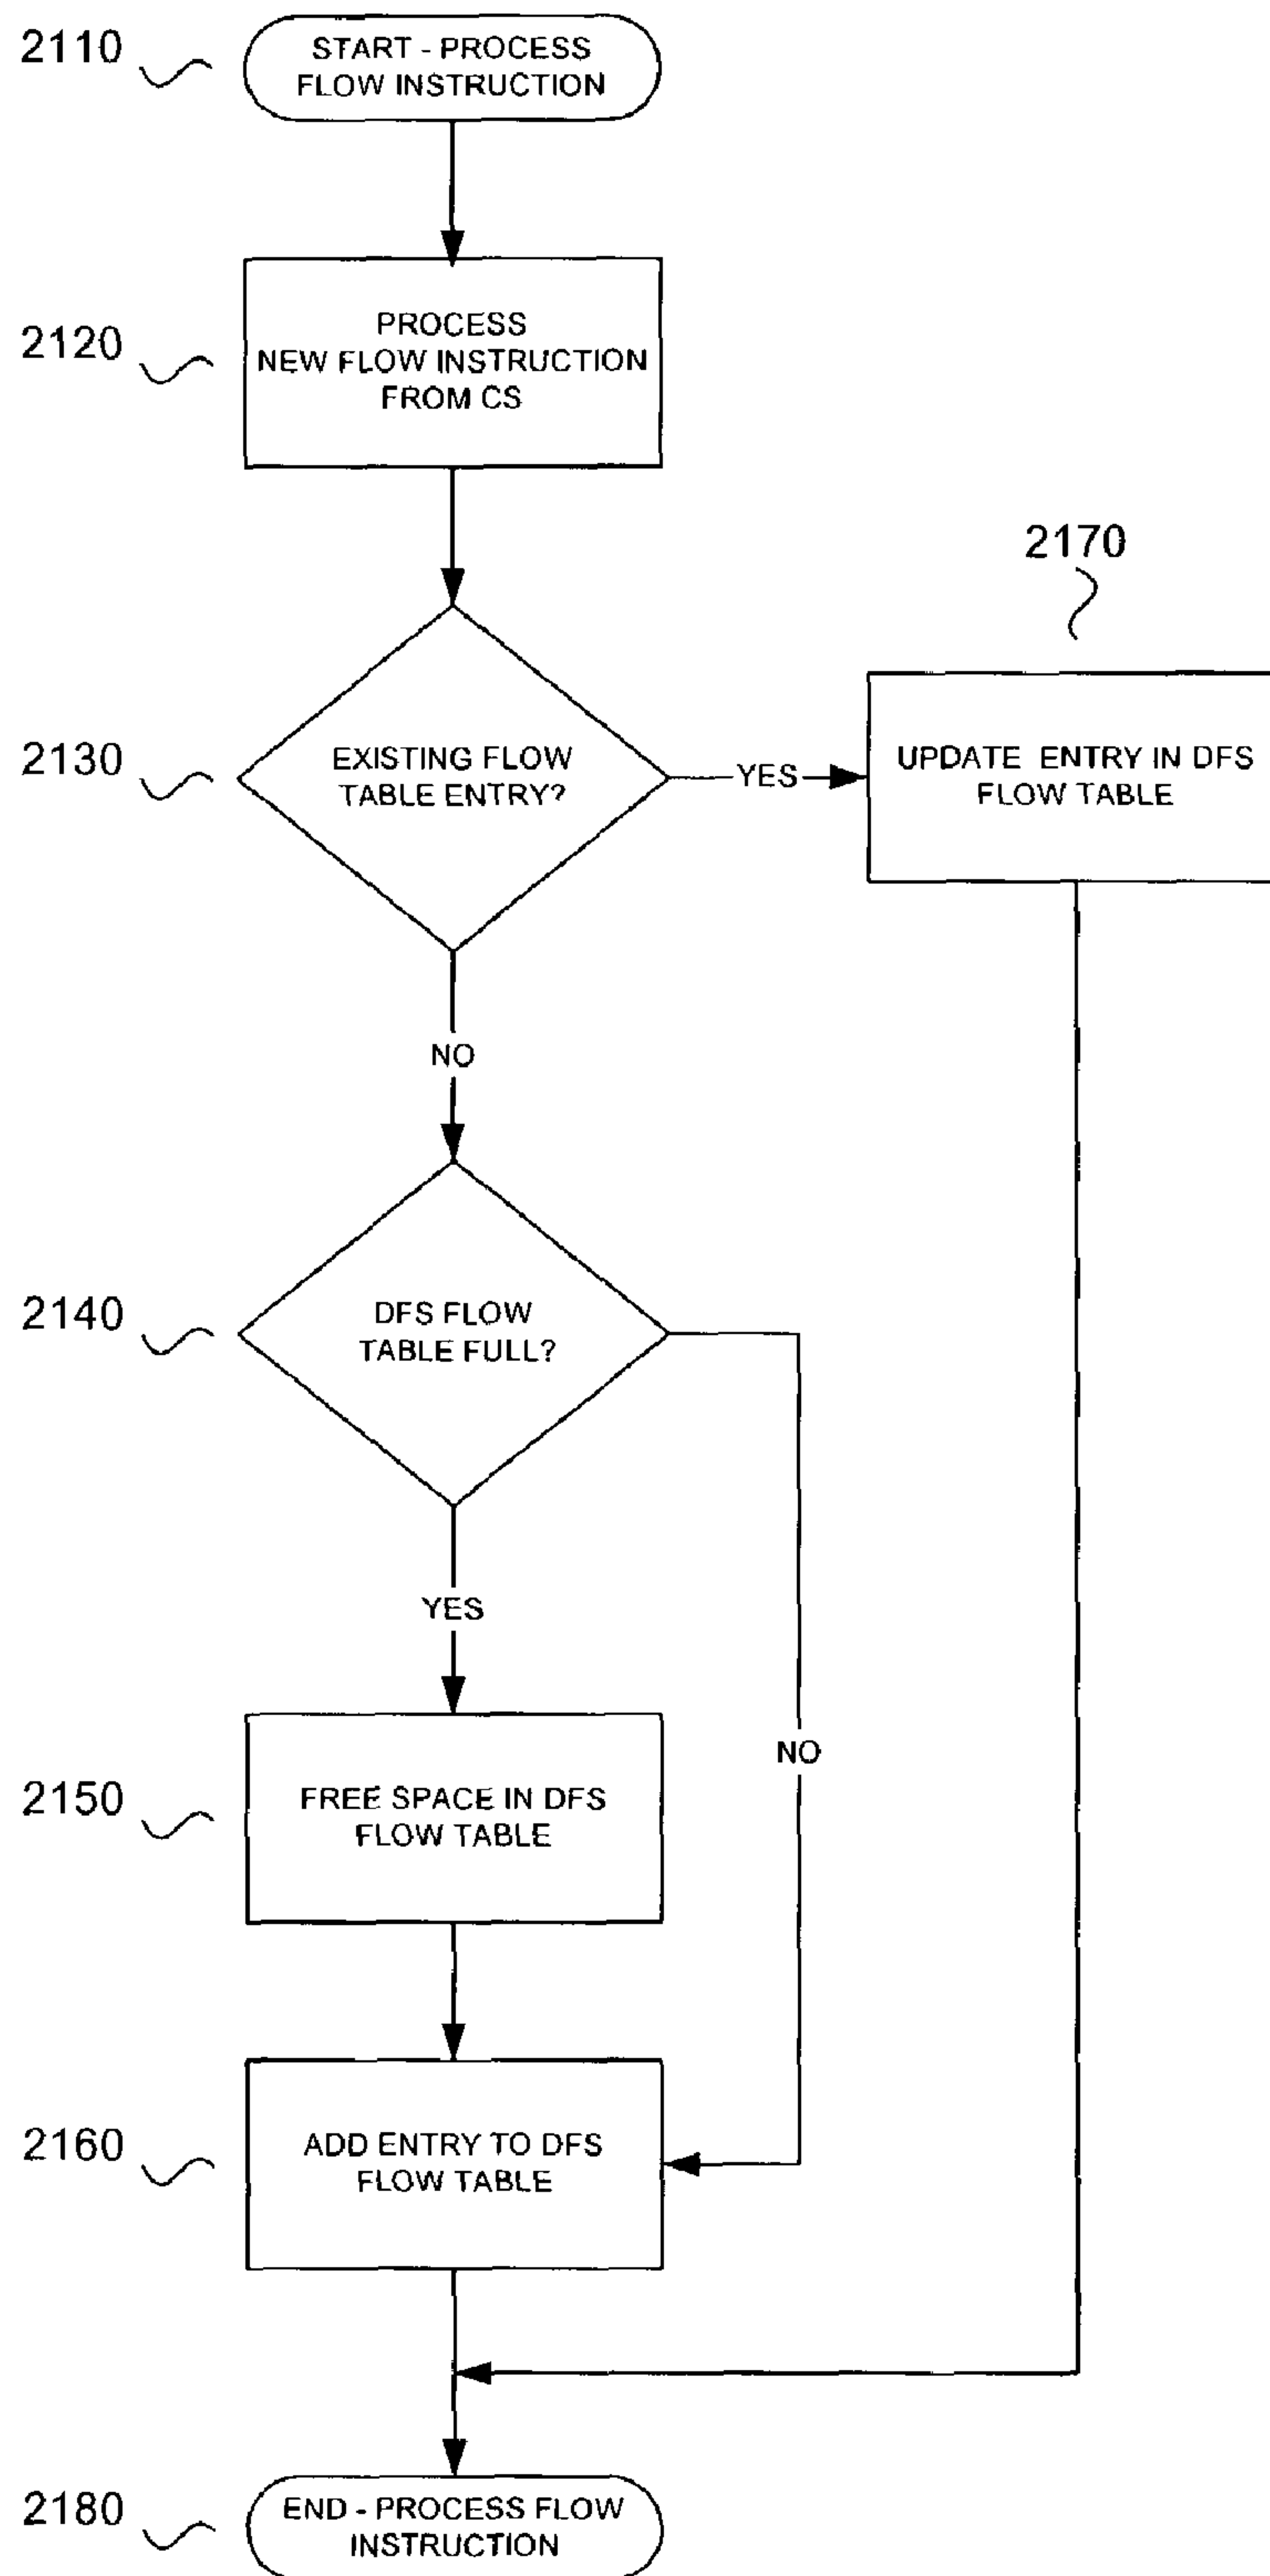 2110
START - PROCESS
FLOW INSTRUCTION
2120
PROCESS
NEW FLOW INSTRUCTION
FROM CS
2170
2130
EXISTING FLOW
TABLE ENTRY?
YES
UPDATE ENTRY IN DFS
FLOW TABLE
NO
2140
DFS FLOW
TABLE FULL?
YES
NO
2150
FREE SPACE IN DFS
FLOW TABLE
2160
ADD ENTRY TO DFS
FLOW TABLE
2180
END - PROCESS FLOW
INSTRUCTION